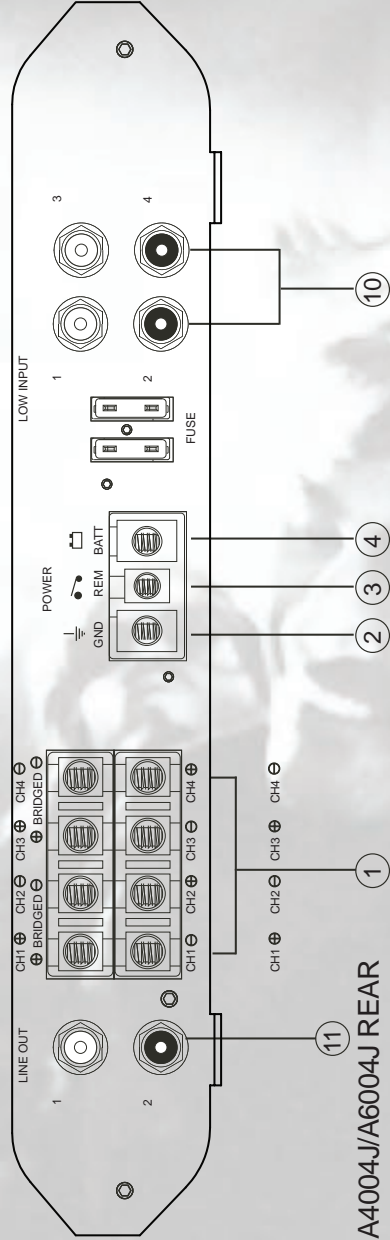 CH1 ⊕ CH2 ⊖ CH3 ⊕ CH4 ⊖
⊕ BRIDGED ⊖ ⊕ BRIDGED ⊖
LINE OUT
1
2
CH1 ⊖ CH2 ⊕ CH3 ⊖ CH4 ⊕
POWER
GND REM BATT
LOW INPUT
1 3
2 4
FUSE
CH1 ⊕ CH2 ⊖ CH3 ⊕ CH4 ⊖
11 1 2 3 4 10
A4004J/A6004J REAR